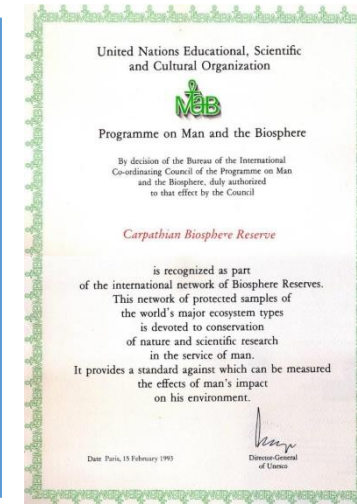 United Nations Educational, Scientific
and Cultural Organization
MAB
Programme on Man and the Biosphere
By decision of the Bureau of the International
Co-ordinating Council of the Programme on Man
and the Biosphere, duly authorized
to that effect by the Council
Carpathian Biosphere Reserve
is recognized as part
of the international network of Biosphere Reserves.
This network of protected samples of
the world's major ecosystem types
is devoted to conservation
of nature and scientific research
in the service of man.
It provides a standard against which can be measured
the effects of man's impact
on his environment.
Date Paris, 15 February 1993
Director-General
of Unesco